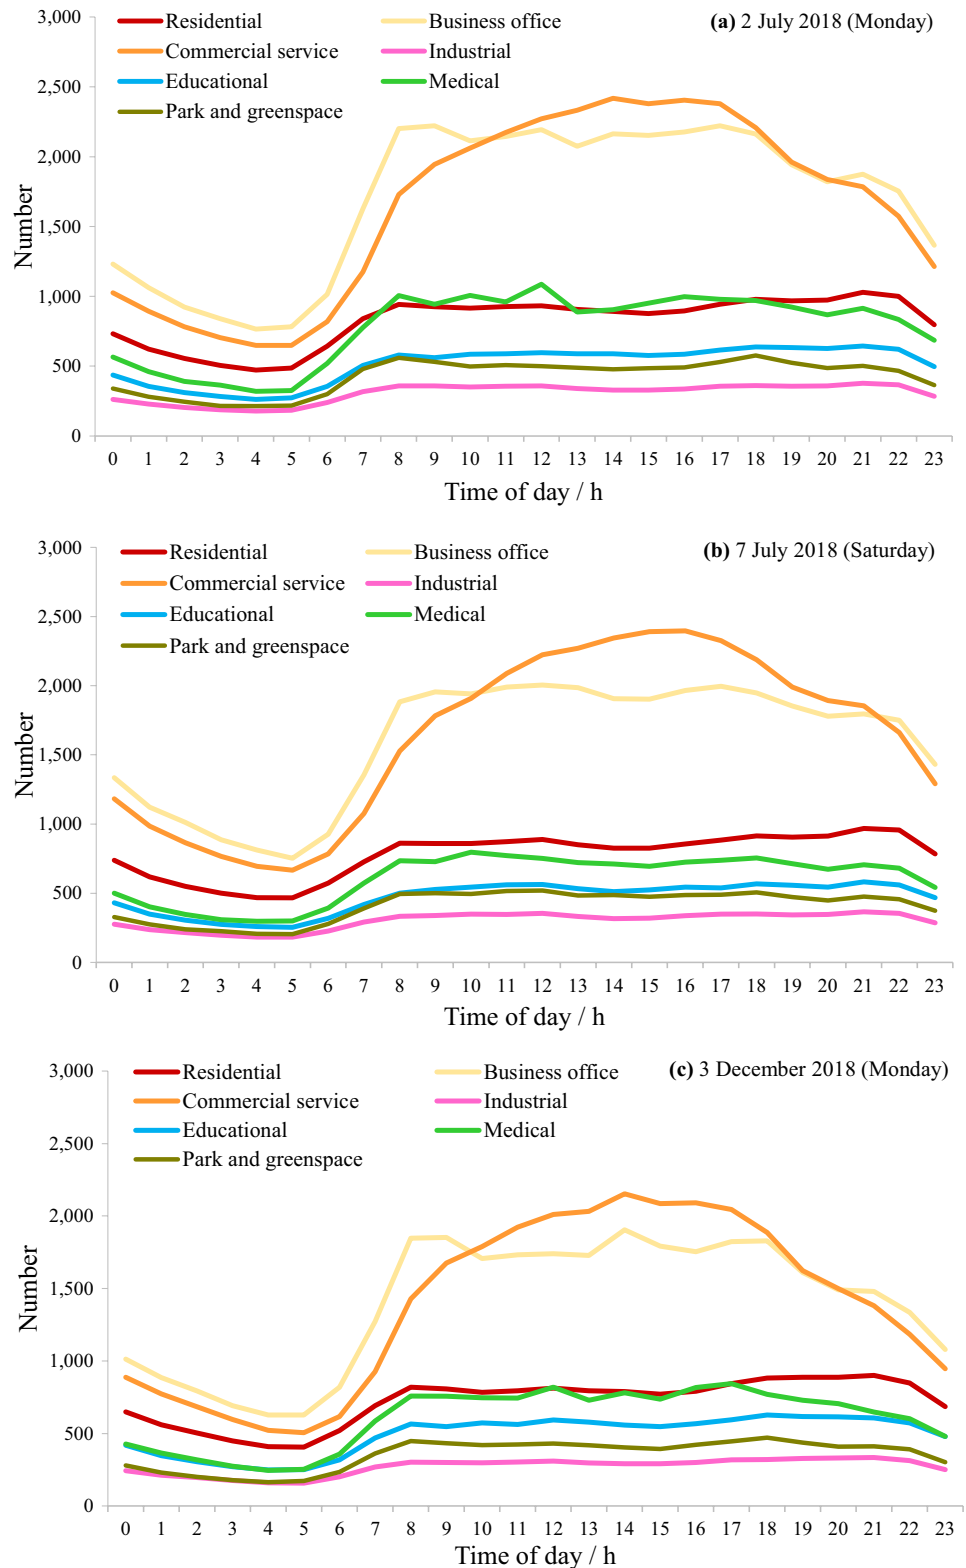 (a) 2 July 2018 (Monday)
Residential
Business office
Commercial service
Industrial
Educational
Medical
Park and greenspace
Number
3,000
2,500
2,000
1,500
1,000
500
0
0 1 2 3 4 5 6 7 8 9 10 11 12 13 14 15 16 17 18 19 20 21 22 23
Time of day / h
(b) 7 July 2018 (Saturday)
Residential
Business office
Commercial service
Industrial
Educational
Medical
Park and greenspace
Number
3,000
2,500
2,000
1,500
1,000
500
0
0 1 2 3 4 5 6 7 8 9 10 11 12 13 14 15 16 17 18 19 20 21 22 23
Time of day / h
(c) 3 December 2018 (Monday)
Residential
Business office
Commercial service
Industrial
Educational
Medical
Park and greenspace
Number
3,000
2,500
2,000
1,500
1,000
500
0
0 1 2 3 4 5 6 7 8 9 10 11 12 13 14 15 16 17 18 19 20 21 22 23
Time of day / h